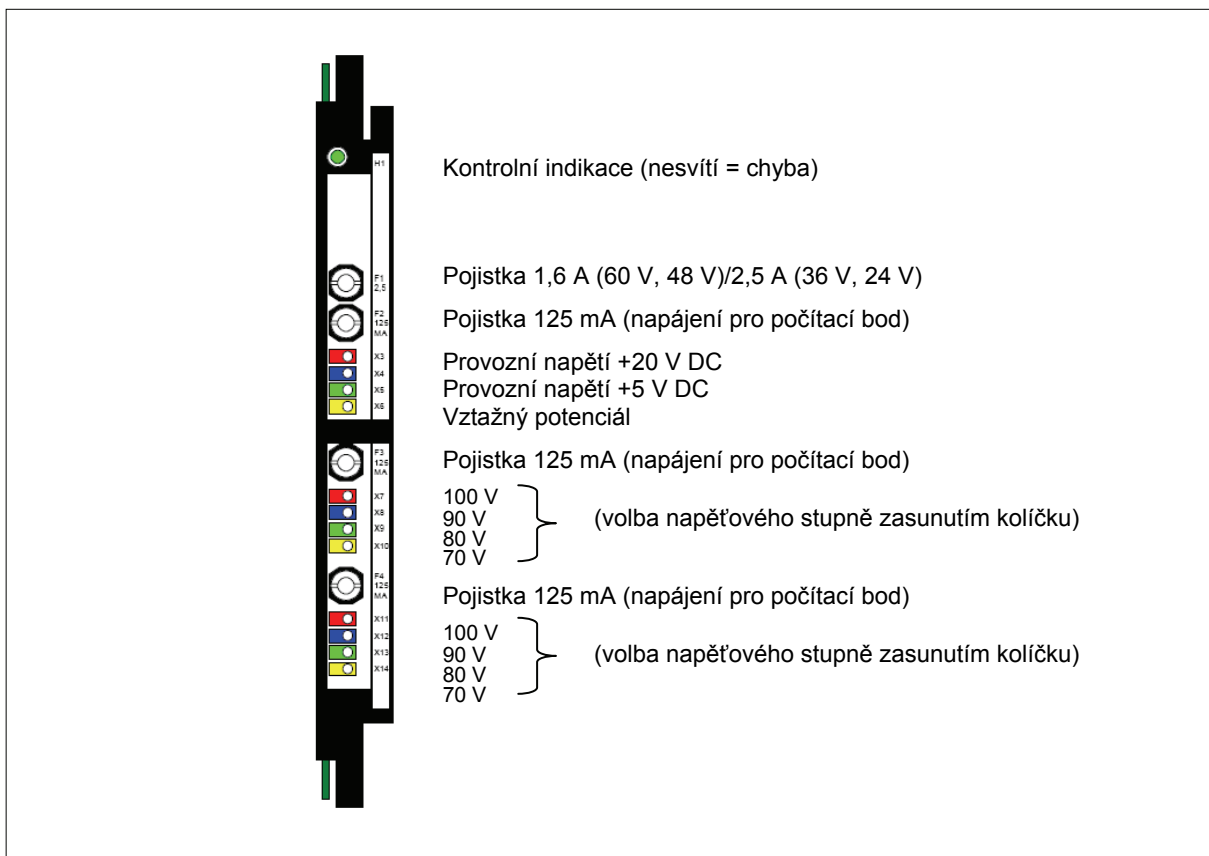 H1 Kontrolní indikace (nesvítí = chyba)
F1 Pojistka 1,6 A (60 V, 48 V)/2,5 A (36 V, 24 V)
2,5
F2 Pojistka 125 mA (napájení pro počítací bod)
125
MA
X3 Provozní napětí +20 V DC
X4 Provozní napětí +5 V DC
X5 Vztažný potenciál
X6
F3 Pojistka 125 mA (napájení pro počítací bod)
125
MA
X7 100 V
X8 90 V (volba napěťového stupně zasunutím kolíčku)
X9 80 V
X10 70 V
F4 Pojistka 125 mA (napájení pro počítací bod)
125
MA
X11 100 V
X12 90 V (volba napěťového stupně zasunutím kolíčku)
X13 80 V
X14 70 V